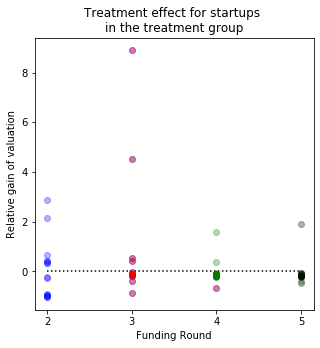 Treatment effect for startups
in the treatment group
Relative gain of valuation
8
6
4
2
0
2
3
4
5
Funding Round